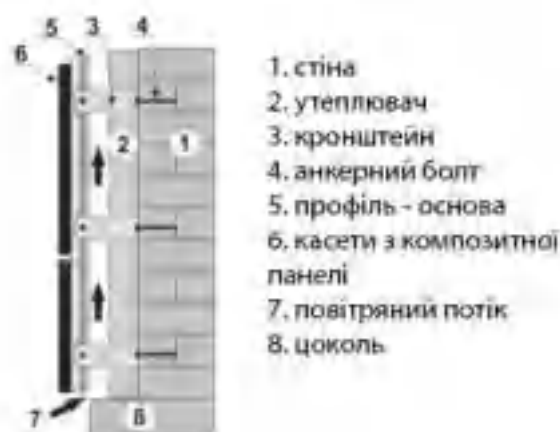 5 3 4
6
2 1
7 8
1. стіна
2. утеплювач
3. кронштейн
4. анкерний болт
5. профіль - основа
6. касети з композитної
панелі
7. повітряний потік
8. цоколь